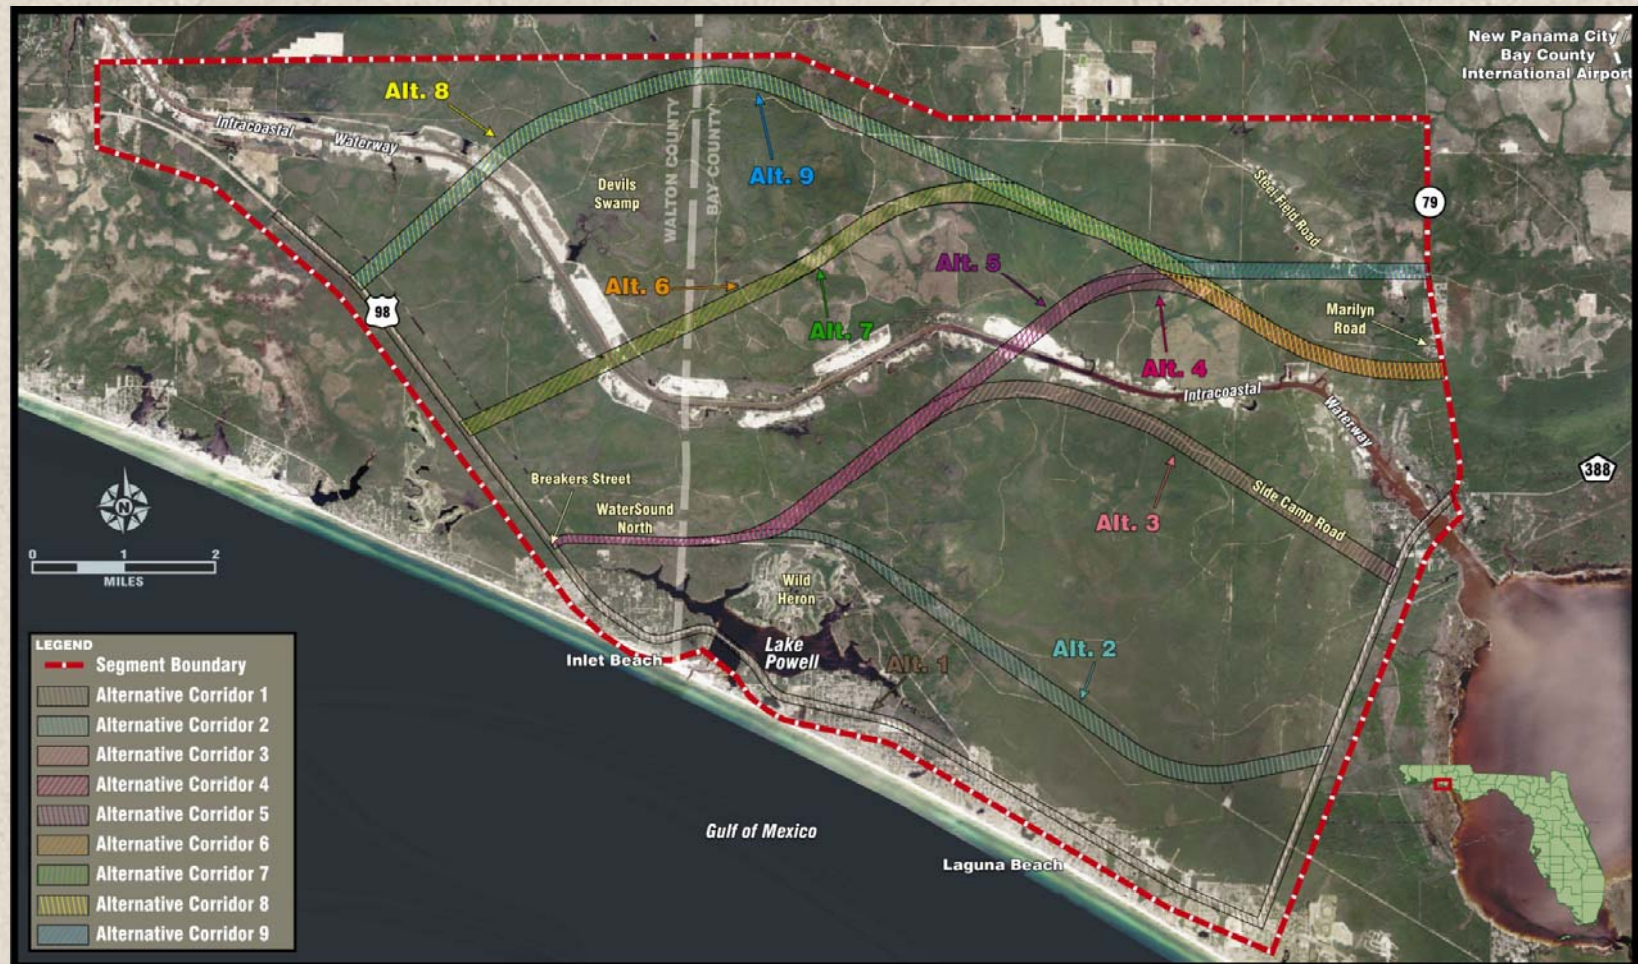 New Panama City /
Bay County
International Airport
Alt. 8
Intracoastal
Waterway
WALTON COUNTY
BAY COUNTY
Alt. 9
Devils
Swamp
Steel Field Road
79
Alt. 5
Alt. 6
98
Alt. 7
Marilyn
Road
Alt. 4
Intracoastal
Waterway
388
Breakers Street
WaterSound
North
Side Camp Road
Alt. 3
N
0 1 2
MILES
Wild
Heron
LEGEND
Segment Boundary
Alternative Corridor 1
Alternative Corridor 2
Alternative Corridor 3
Alternative Corridor 4
Alternative Corridor 5
Alternative Corridor 6
Alternative Corridor 7
Alternative Corridor 8
Alternative Corridor 9
Inlet Beach
Lake
Powell
Alt. 1
Alt. 2
Gulf of Mexico
Laguna Beach